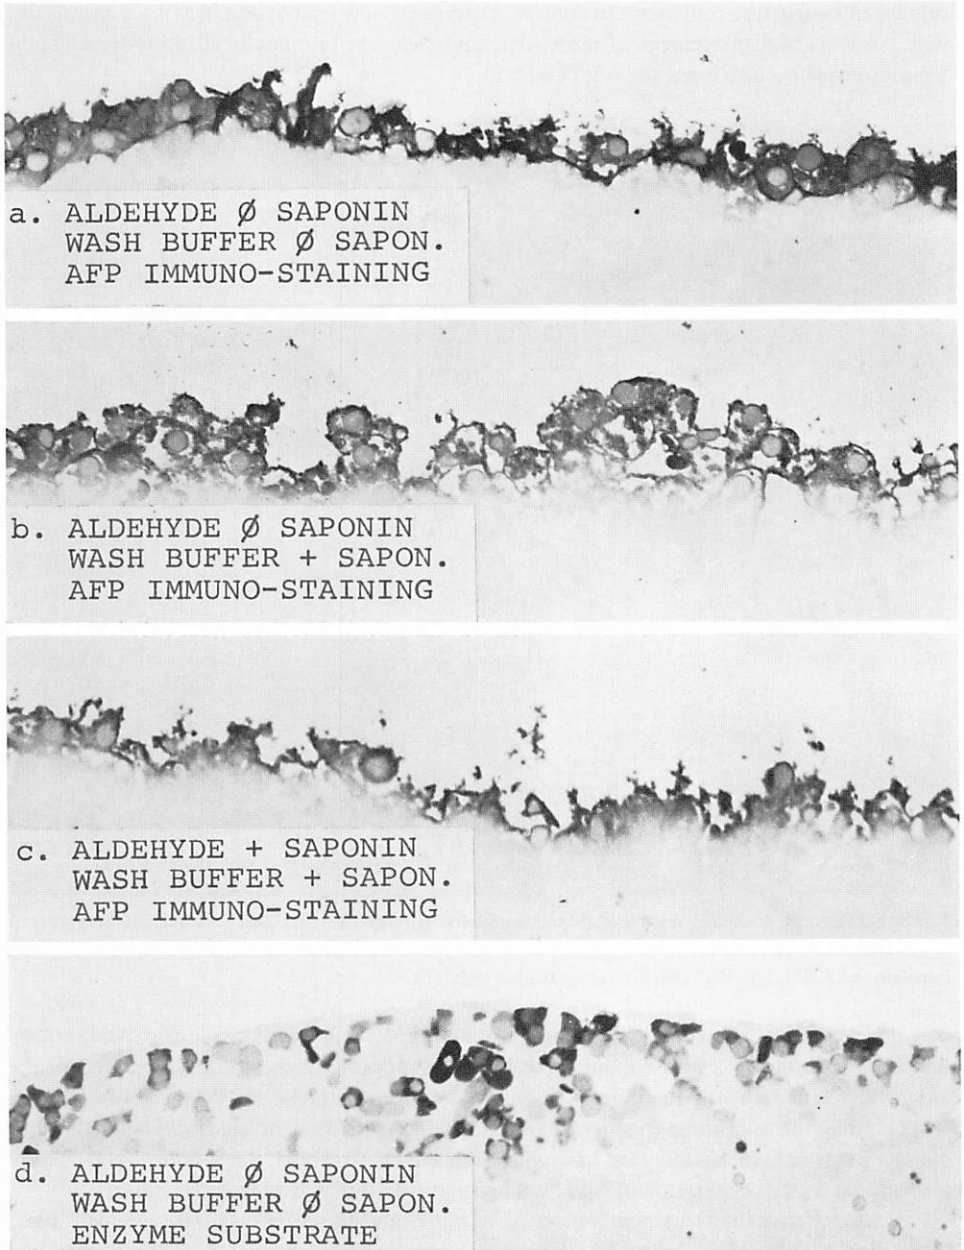 a. ALDEHYDE Ø SAPONIN
WASH BUFFER Ø SAPON.
AFP IMMUNO-STAINING
b. ALDEHYDE Ø SAPONIN
WASH BUFFER + SAPON.
AFP IMMUNO-STAINING
c. ALDEHYDE + SAPONIN
WASH BUFFER + SAPON.
AFP IMMUNO-STAINING
d. ALDEHYDE Ø SAPONIN
WASH BUFFER Ø SAPON.
ENZYME SUBSTRATE